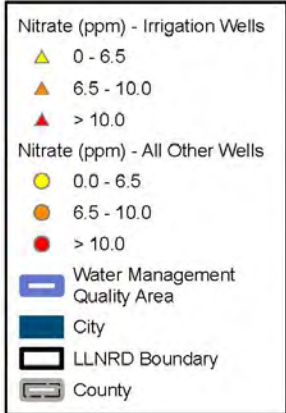 Nitrate (ppm) - Irrigation Wells
0 - 6.5
6.5 - 10.0
> 10.0
Nitrate (ppm) - All Other Wells
0.0 - 6.5
6.5 - 10.0
> 10.0
Water Management
Quality Area
City
LLNRD Boundary
County